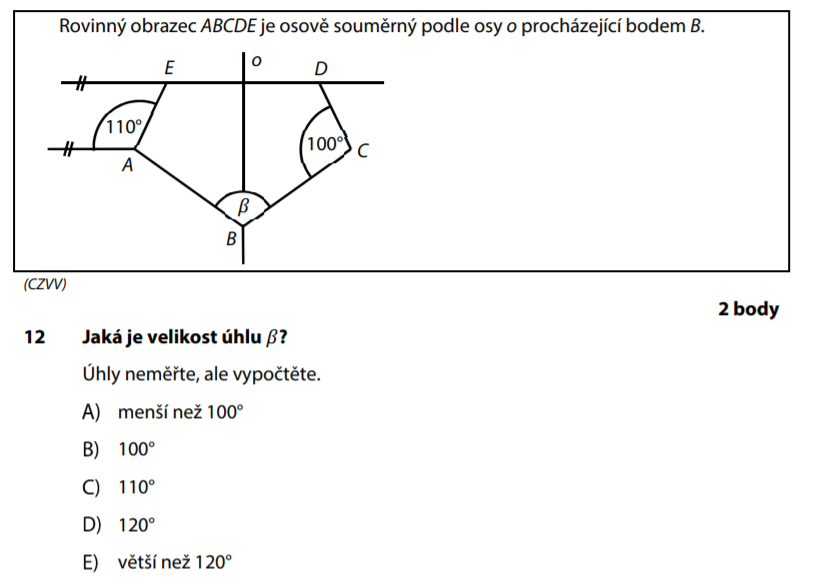 Rovinný obrazec ABCDE je osově souměrný podle osy o procházející bodem B.
E
o
D
110°
100°
A
C
β
B
(CZVV)
2 body
12 Jaká je velikost úhlu β?
Úhly neměřte, ale vypočtěte.
A) menší než 100°
B) 100°
C) 110°
D) 120°
E) větší než 120°